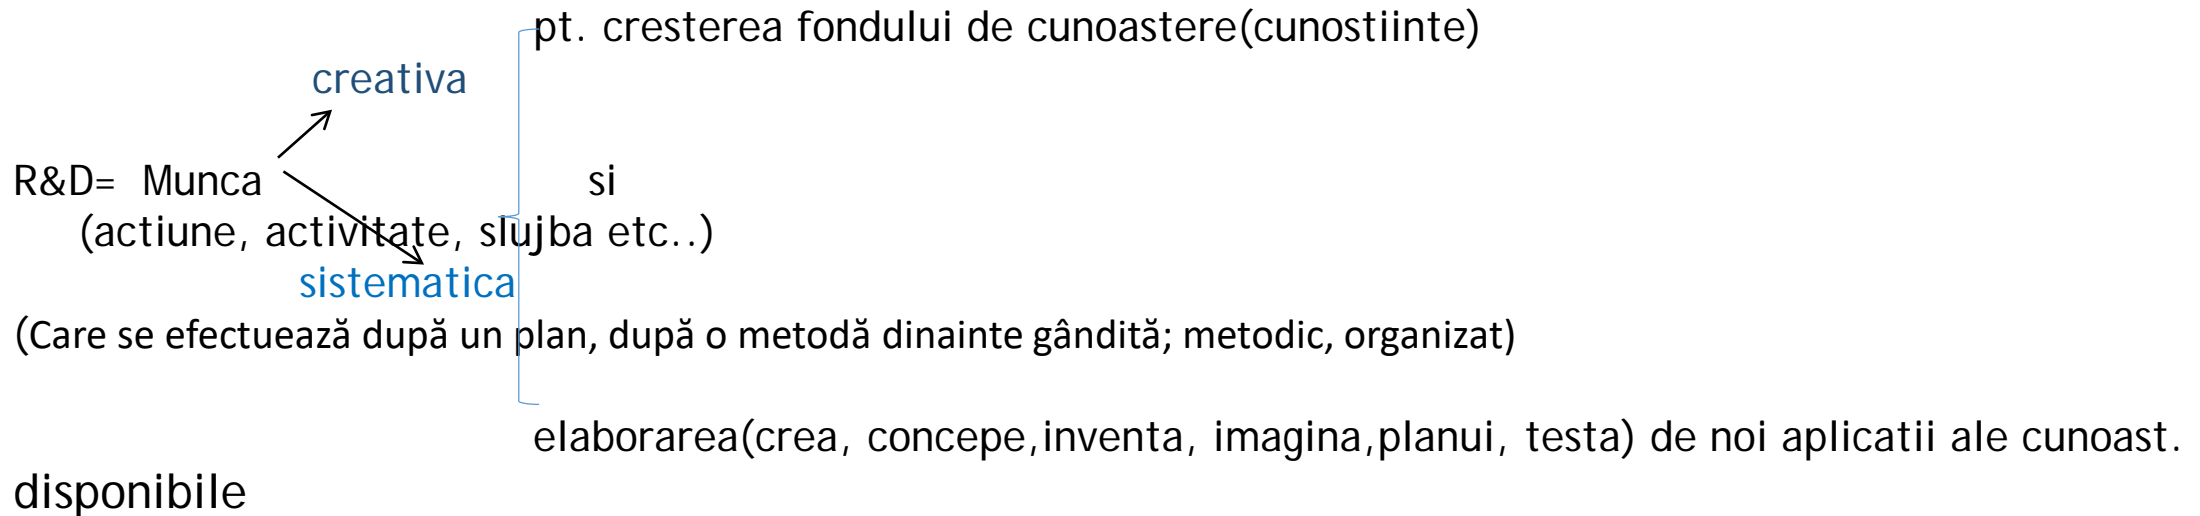 pt. cresterea fondului de cunoastere(cunostiinte)
creativa
R&D= Munca si
(actiune, activitate, slujba etc..)
sistematica
(Care se efectuează după un plan, după o metodă dinainte gândită; metodic, organizat)
elaborarea(crea, concepe,inventa, imagina,planui, testa) de noi aplicatii ale cunoast.
disponibile